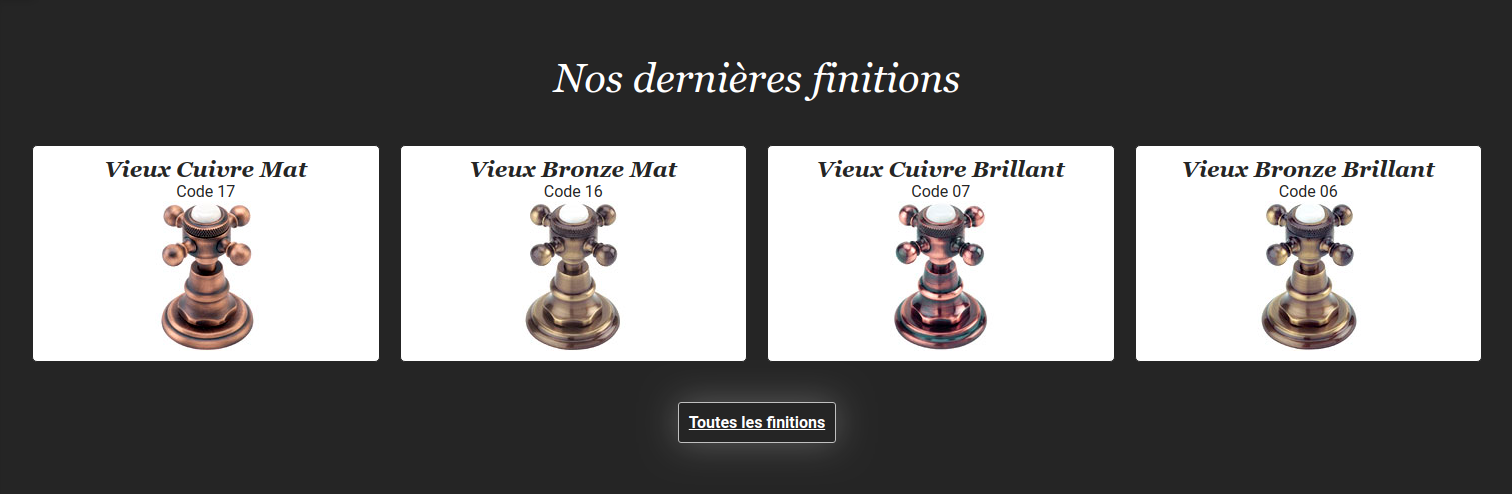 Nos dernières finitions
Vieux Cuivre Mat
Code 17
Vieux Bronze Mat
Code 16
Vieux Cuivre Brillant
Code 07
Vieux Bronze Brillant
Code 06
Toutes les finitions